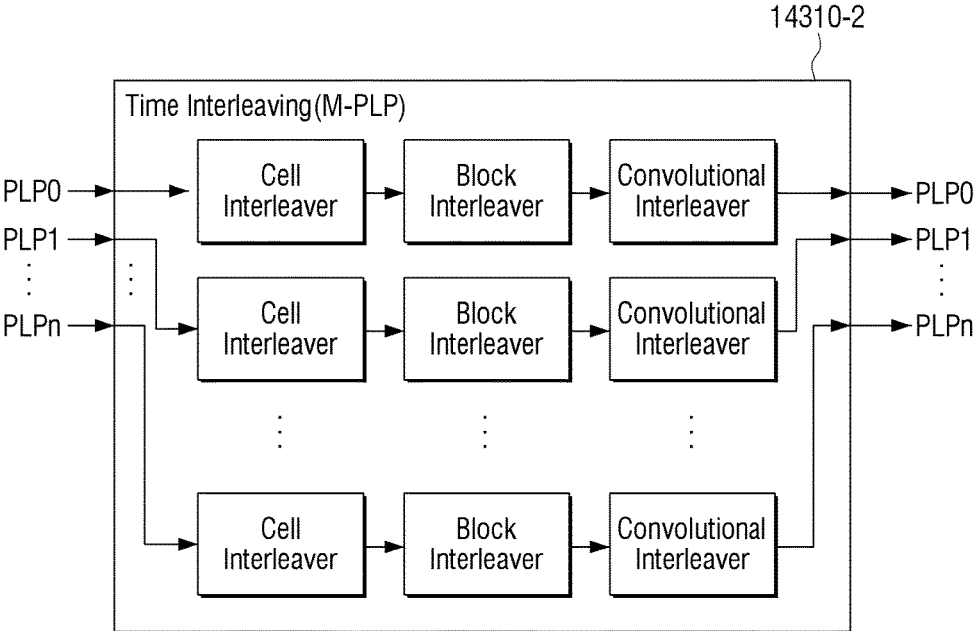 14310-2
Time Interleaving(M-PLP)
PLP0
Cell
Interleaver
Block
Interleaver
Convolutional
Interleaver
PLP0
PLP1
PLP1
Cell
Interleaver
Block
Interleaver
Convolutional
Interleaver
PLPn
PLPn
Cell
Interleaver
Block
Interleaver
Convolutional
Interleaver